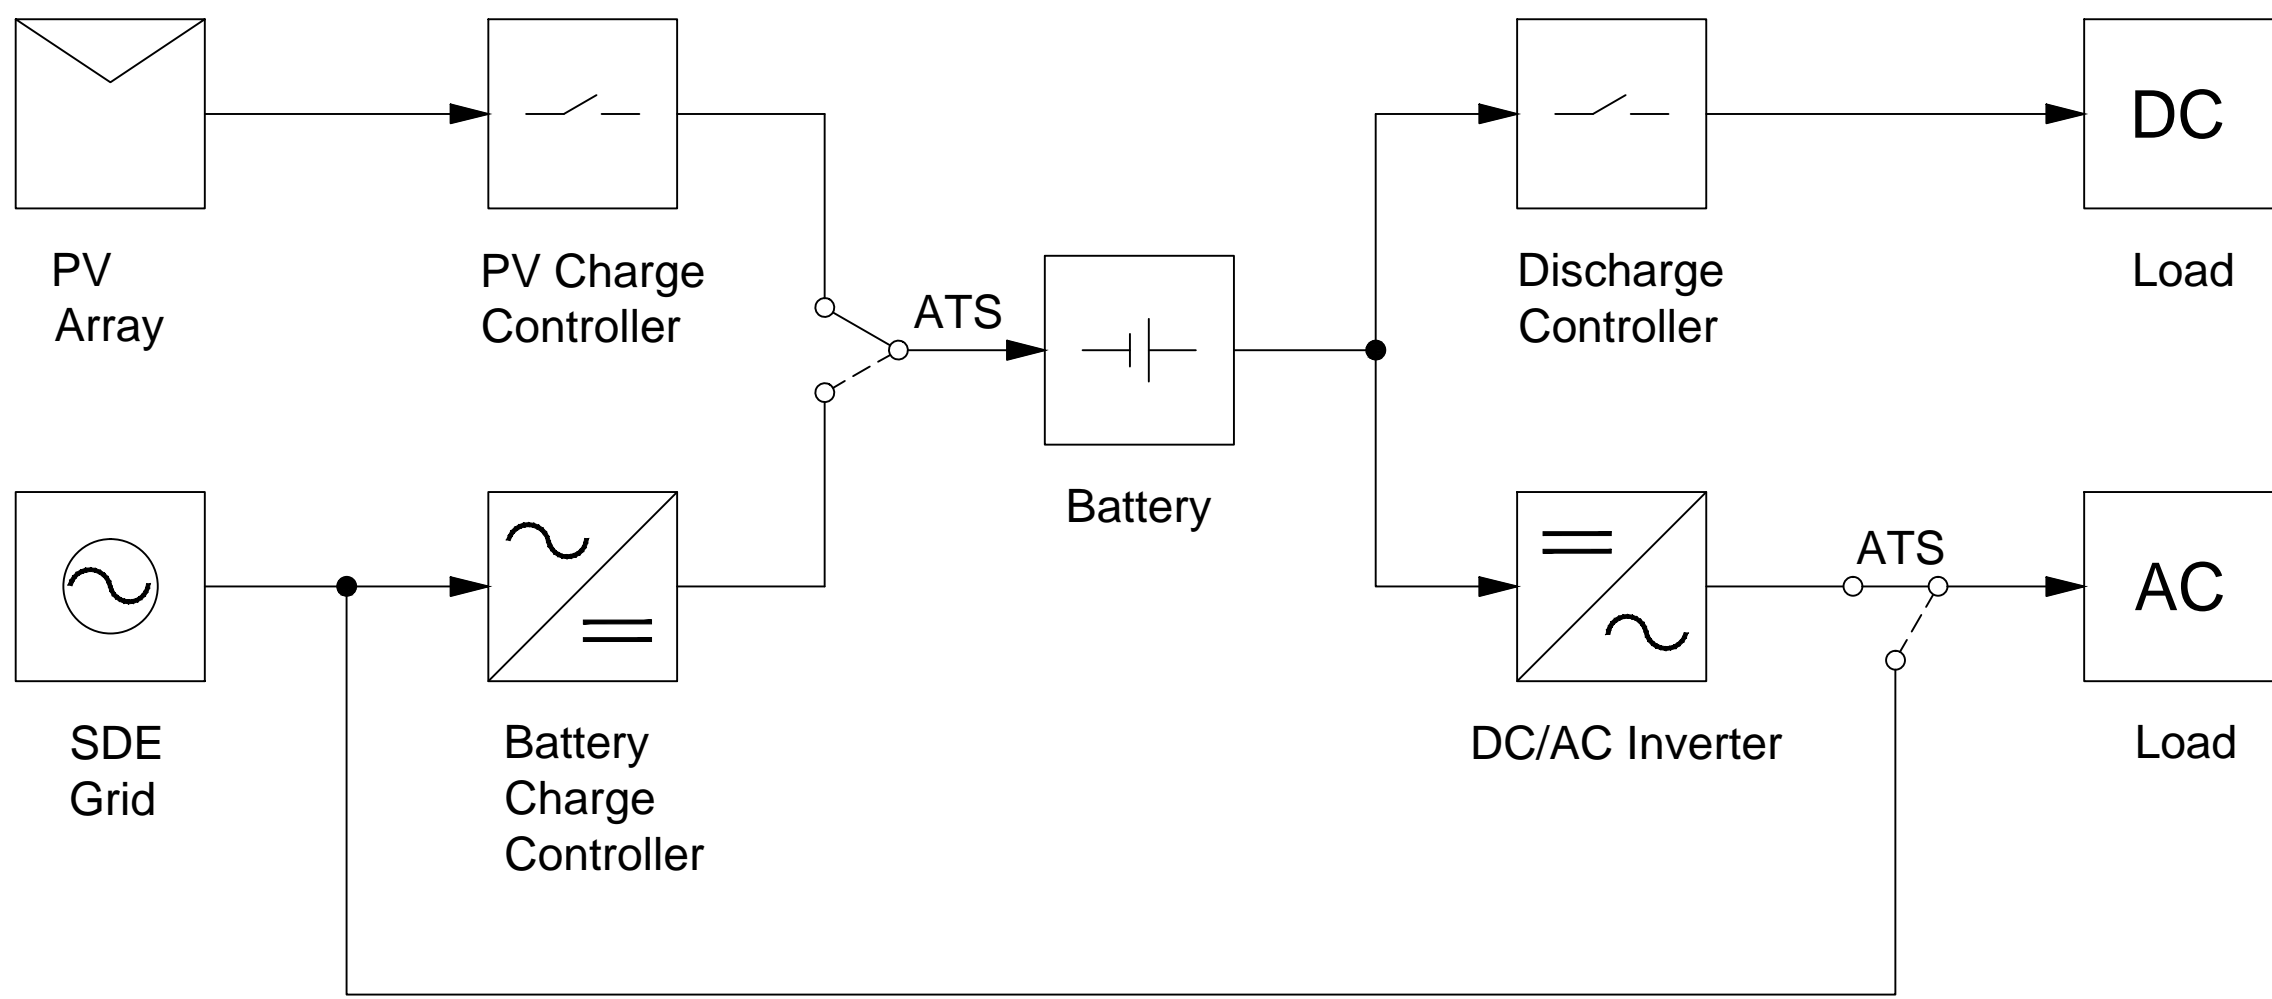 PV
Array
PV Charge
Controller
ATS
Battery
Discharge
Controller
DC
Load
SDE
Grid
Battery
Charge
Controller
DC/AC Inverter
ATS
AC
Load